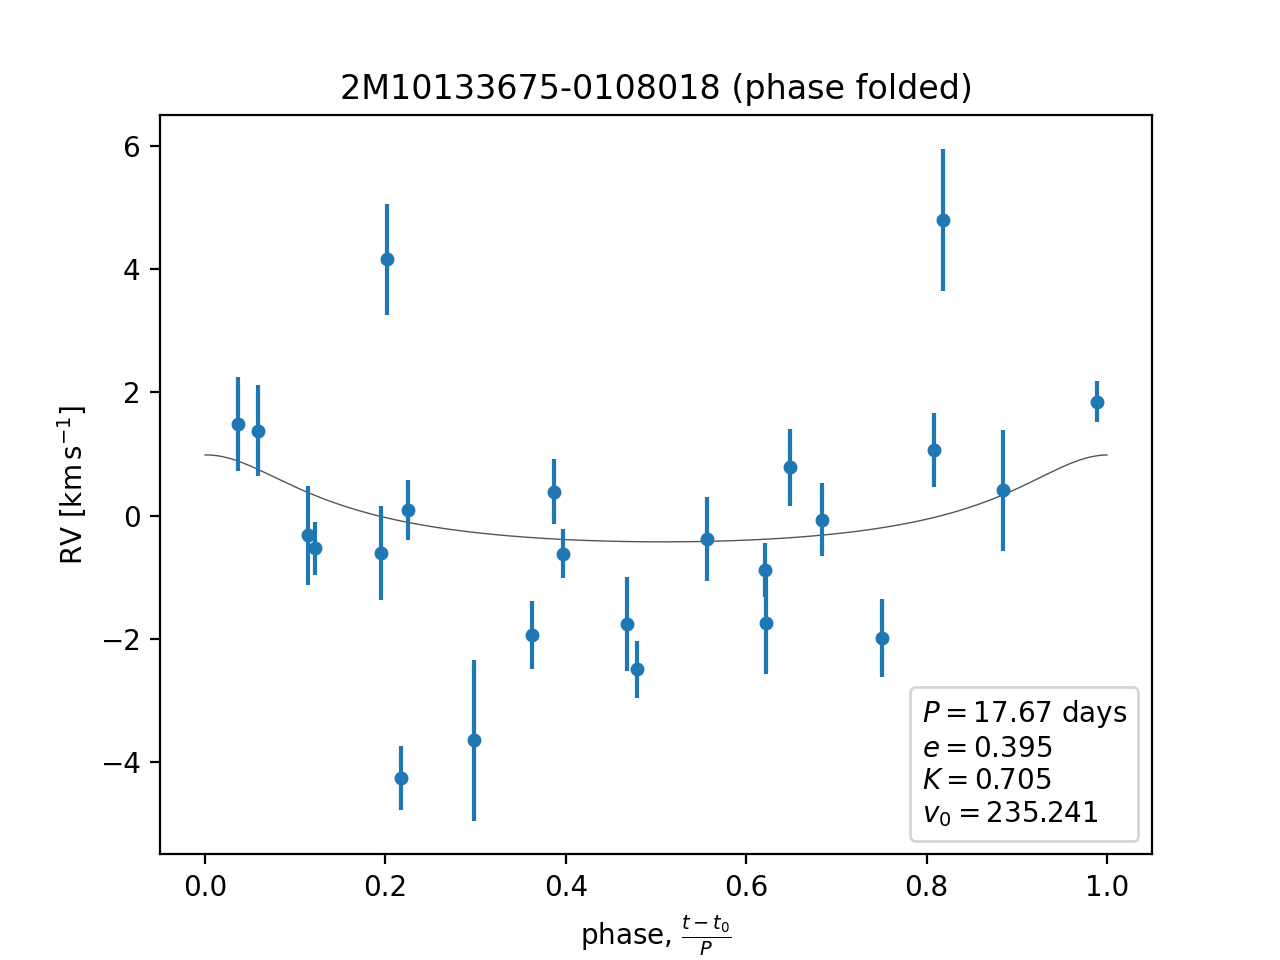 2M10133675-0108018 (phase folded)
RV [km s⁻¹]
6
4
2
0
−2
−4
P = 17.67 days
e = 0.395
K = 0.705
v₀ = 235.241
0.0 0.2 0.4 0.6 0.8 1.0
phase, (t − t₀)/P